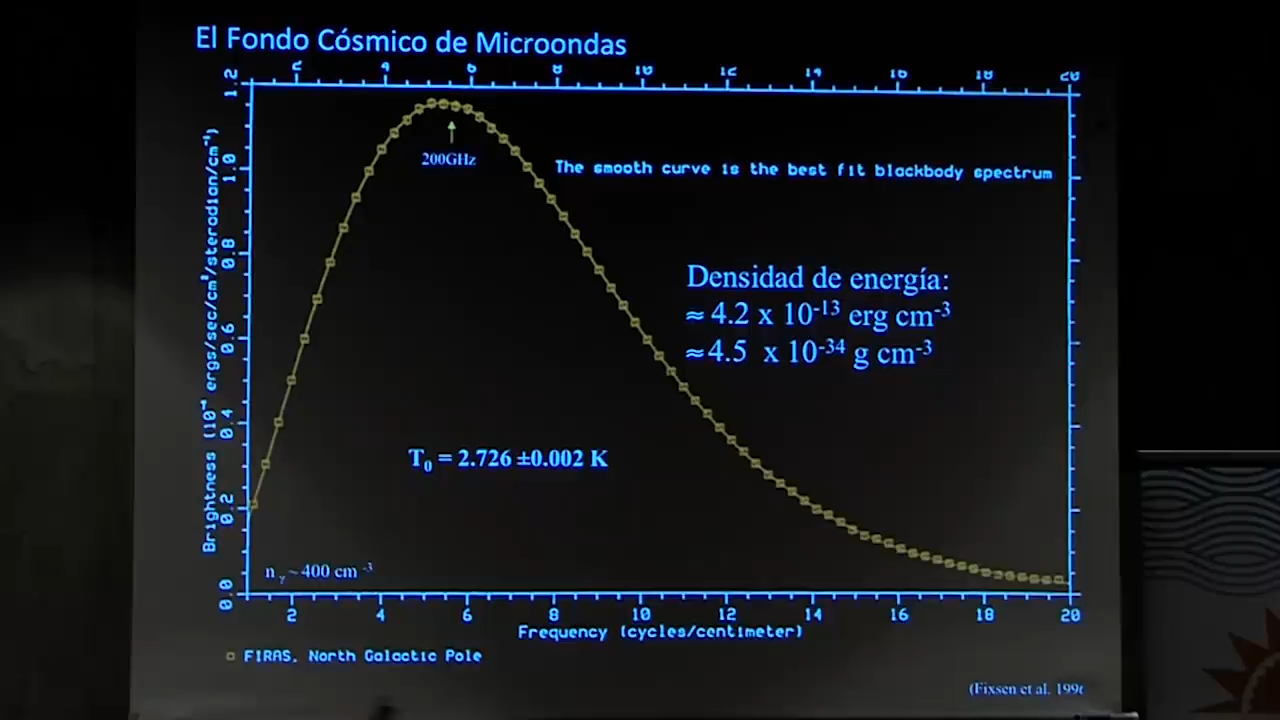 El Fondo Cósmico de Microondas
2 4 6 8 10 12 14 16 18 20
1.2
200GHz
The smooth curve is the best fit blackbody spectrum
1.0
Densidad de energía:
0.8
≈ 4.2 x 10⁻¹³ erg cm⁻³
≈4.5 x 10⁻³⁴ g cm⁻³
0.6
Brightness (10⁻⁴ ergs/sec/cm²/steradian/cm⁻¹)
0.4
T₀ = 2.726 ±0.002 K
0.2
nᵧ ~400 cm⁻³
0.0
2 4 6 8 10 12 14 16 18 20
Frequency (cycles/centimeter)
FIRAS. North Galactic Pole
(Fixsen et al. 199